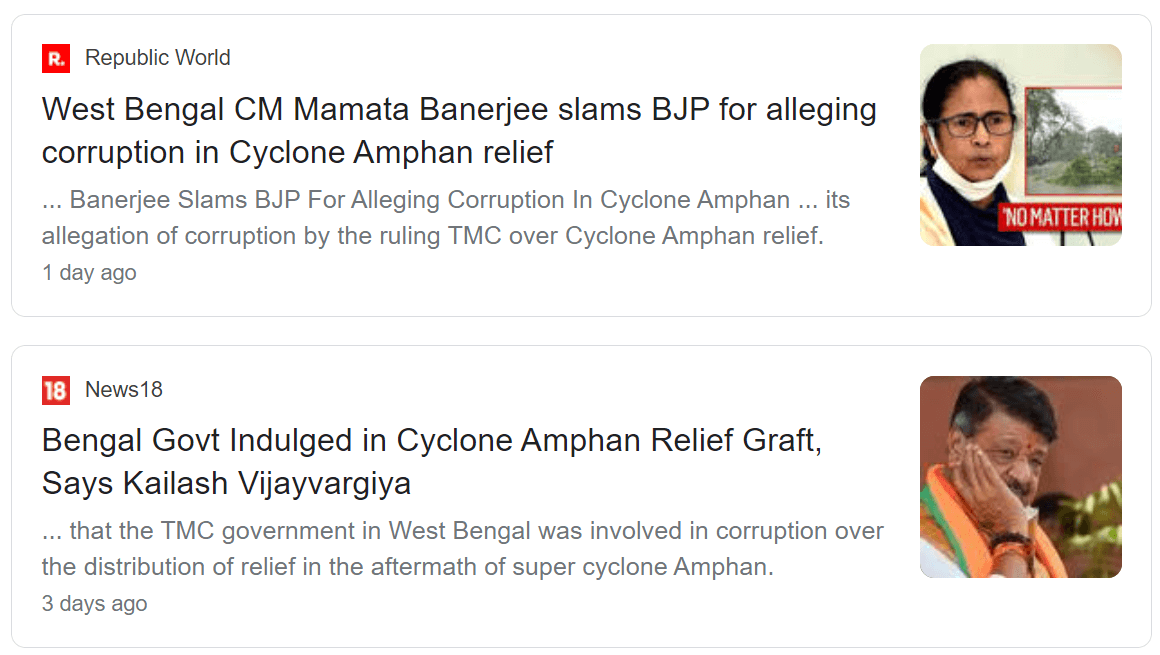 R. Republic World
West Bengal CM Mamata Banerjee slams BJP for alleging
corruption in Cyclone Amphan relief
... Banerjee Slams BJP For Alleging Corruption In Cyclone Amphan ... its
allegation of corruption by the ruling TMC over Cyclone Amphan relief.
1 day ago
"NO MATTER HOW
18 News18
Bengal Govt Indulged in Cyclone Amphan Relief Graft,
Says Kailash Vijayvargiya
... that the TMC government in West Bengal was involved in corruption over
the distribution of relief in the aftermath of super cyclone Amphan.
3 days ago